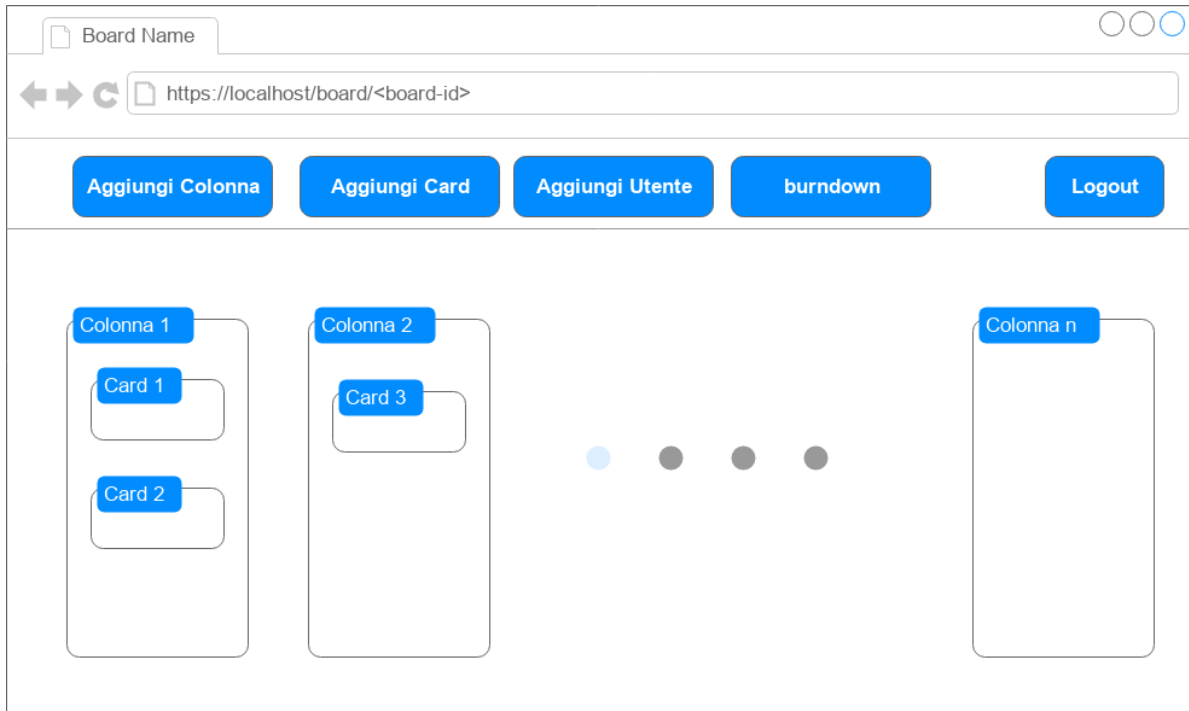 Board Name
https://localhost/board/<board-id>
Aggiungi Colonna
Aggiungi Card
Aggiungi Utente
burndown
Logout
Colonna 1
Colonna 2
Colonna n
Card 1
Card 3
Card 2